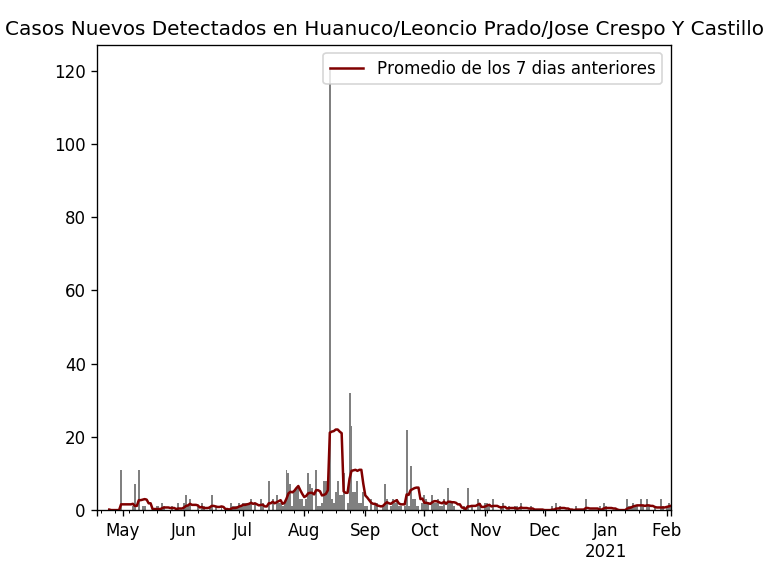 Casos Nuevos Detectados en Huanuco/Leoncio Prado/Jose Crespo Y Castillo
Promedio de los 7 dias anteriores
120
100
80
60
40
20
0
May Jun Jul Aug Sep Oct Nov Dec Jan Feb
2021